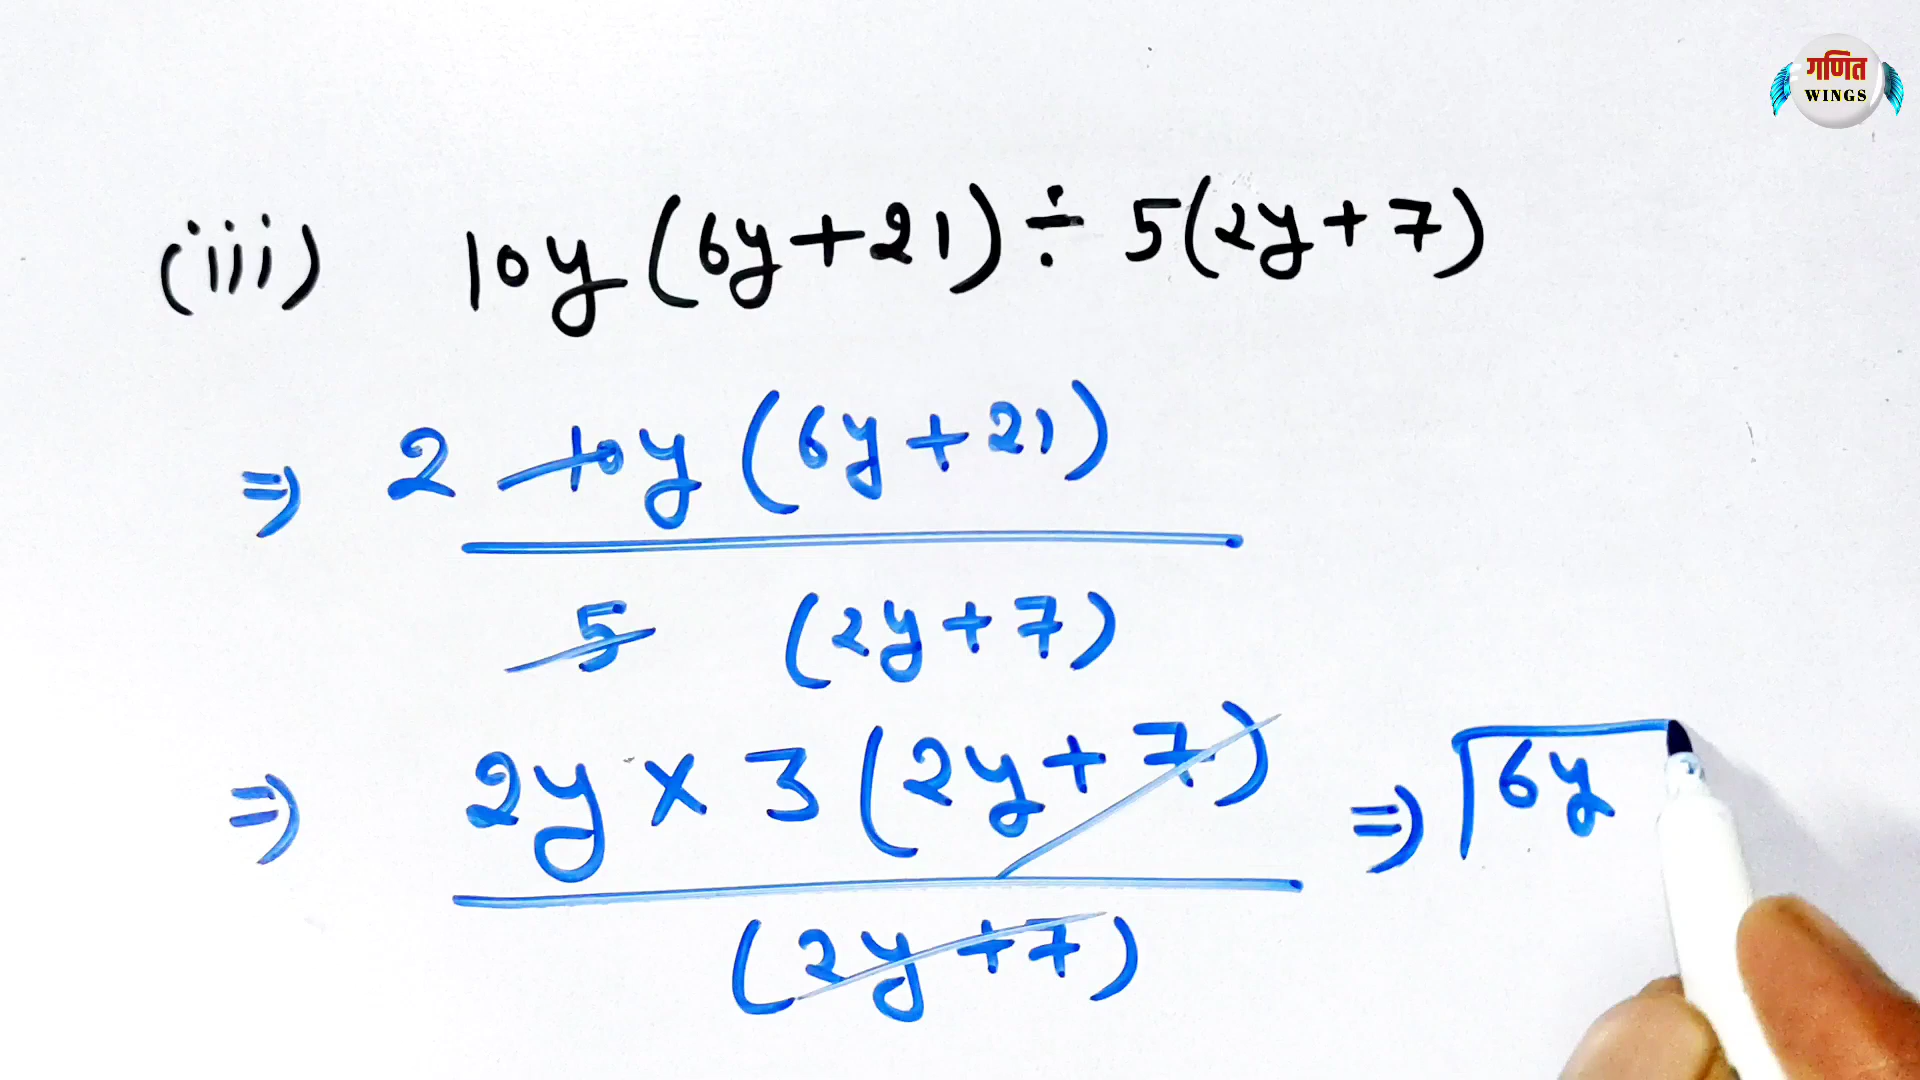 गणित
WINGS
(iii) 10y (6y+21) ÷ 5(2y+7)
⇒ 2 10y (6y+21)
5 (2y+7)
⇒ 2y × 3 (2y+7) ⇒ 6y
(2y+7)